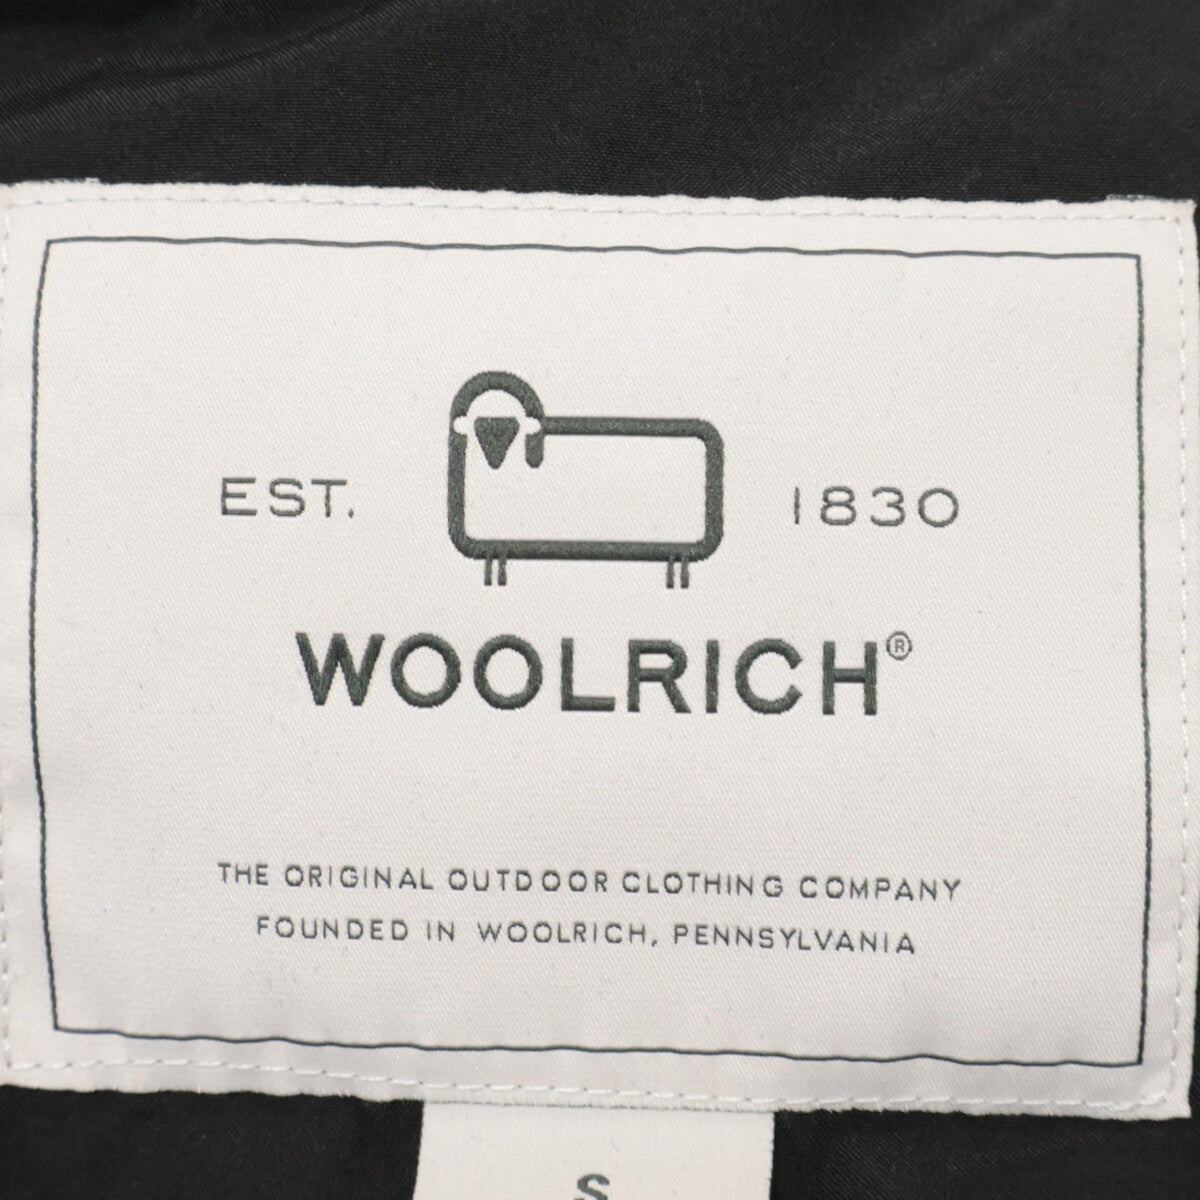 EST. 1830
WOOLRICH®
THE ORIGINAL OUTDOOR CLOTHING COMPANY
FOUNDED IN WOOLRICH, PENNSYLVANIA
S